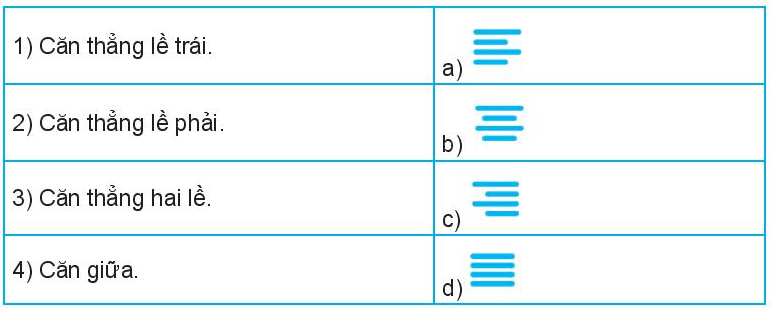 1) Căn thẳng lề trái.
a)
2) Căn thẳng lề phải.
b)
3) Căn thẳng hai lề.
c)
4) Căn giữa.
d)